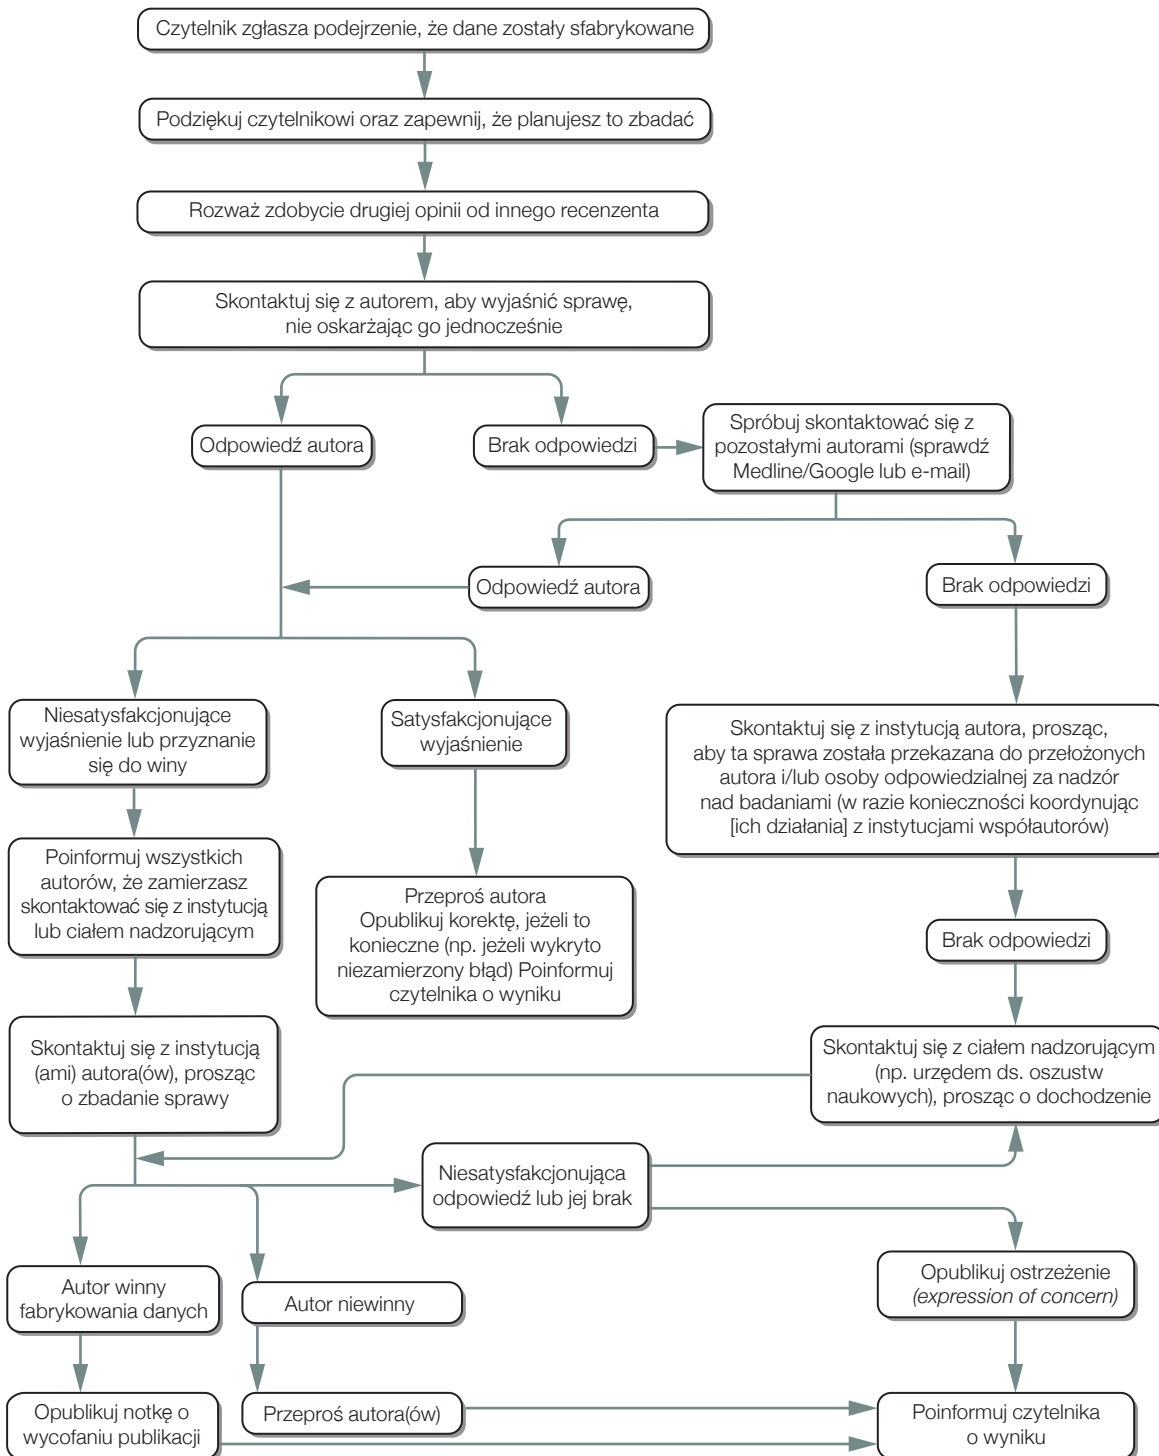 Czytelnik zgłasza podejrzenie, że dane zostały sfabrykowane
Podziękuj czytelnikowi oraz zapewnij, że planujesz to zbadać
Rozważ zdobycie drugiej opinii od innego recenzenta
Skontaktuj się z autorem, aby wyjaśnić sprawę,
nie oskarżając go jednocześnie
Odpowiedź autora
Brak odpowiedzi
Spróbuj skontaktować się z
pozostałymi autorami (sprawdź
Medline/Google lub e-mail)
Odpowiedź autora
Brak odpowiedzi
Niesatysfakcjonujące
wyjaśnienie lub przyznanie
się do winy
Satysfakcjonujące
wyjaśnienie
Skontaktuj się z instytucją autora, prosząc,
aby ta sprawa została przekazana do przełożonych
autora i/lub osoby odpowiedzialnej za nadzór
nad badaniami (w razie konieczności koordynując
[ich działania] z instytucjami współautorów)
Poinformuj wszystkich
autorów, że zamierzasz
skontaktować się z instytucją
lub ciałem nadzorującym
Przeproś autora
Opublikuj korektę, jeżeli to
konieczne (np. jeżeli wykryto
niezamierzony błąd) Poinformuj
czytelnika o wyniku
Brak odpowiedzi
Skontaktuj się z instytucją
(ami) autora(ów), prosząc
o zbadanie sprawy
Skontaktuj się z ciałem nadzorującym
(np. urzędem ds. oszustw
naukowych), prosząc o dochodzenie
Niesatysfakcjonująca
odpowiedź lub jej brak
Autor winny
fabrykowania danych
Autor niewinny
Opublikuj ostrzeżenie
(expression of concern)
Opublikuj notkę o
wycofaniu publikacji
Przeproś autora(ów)
Poinformuj czytelnika
o wyniku